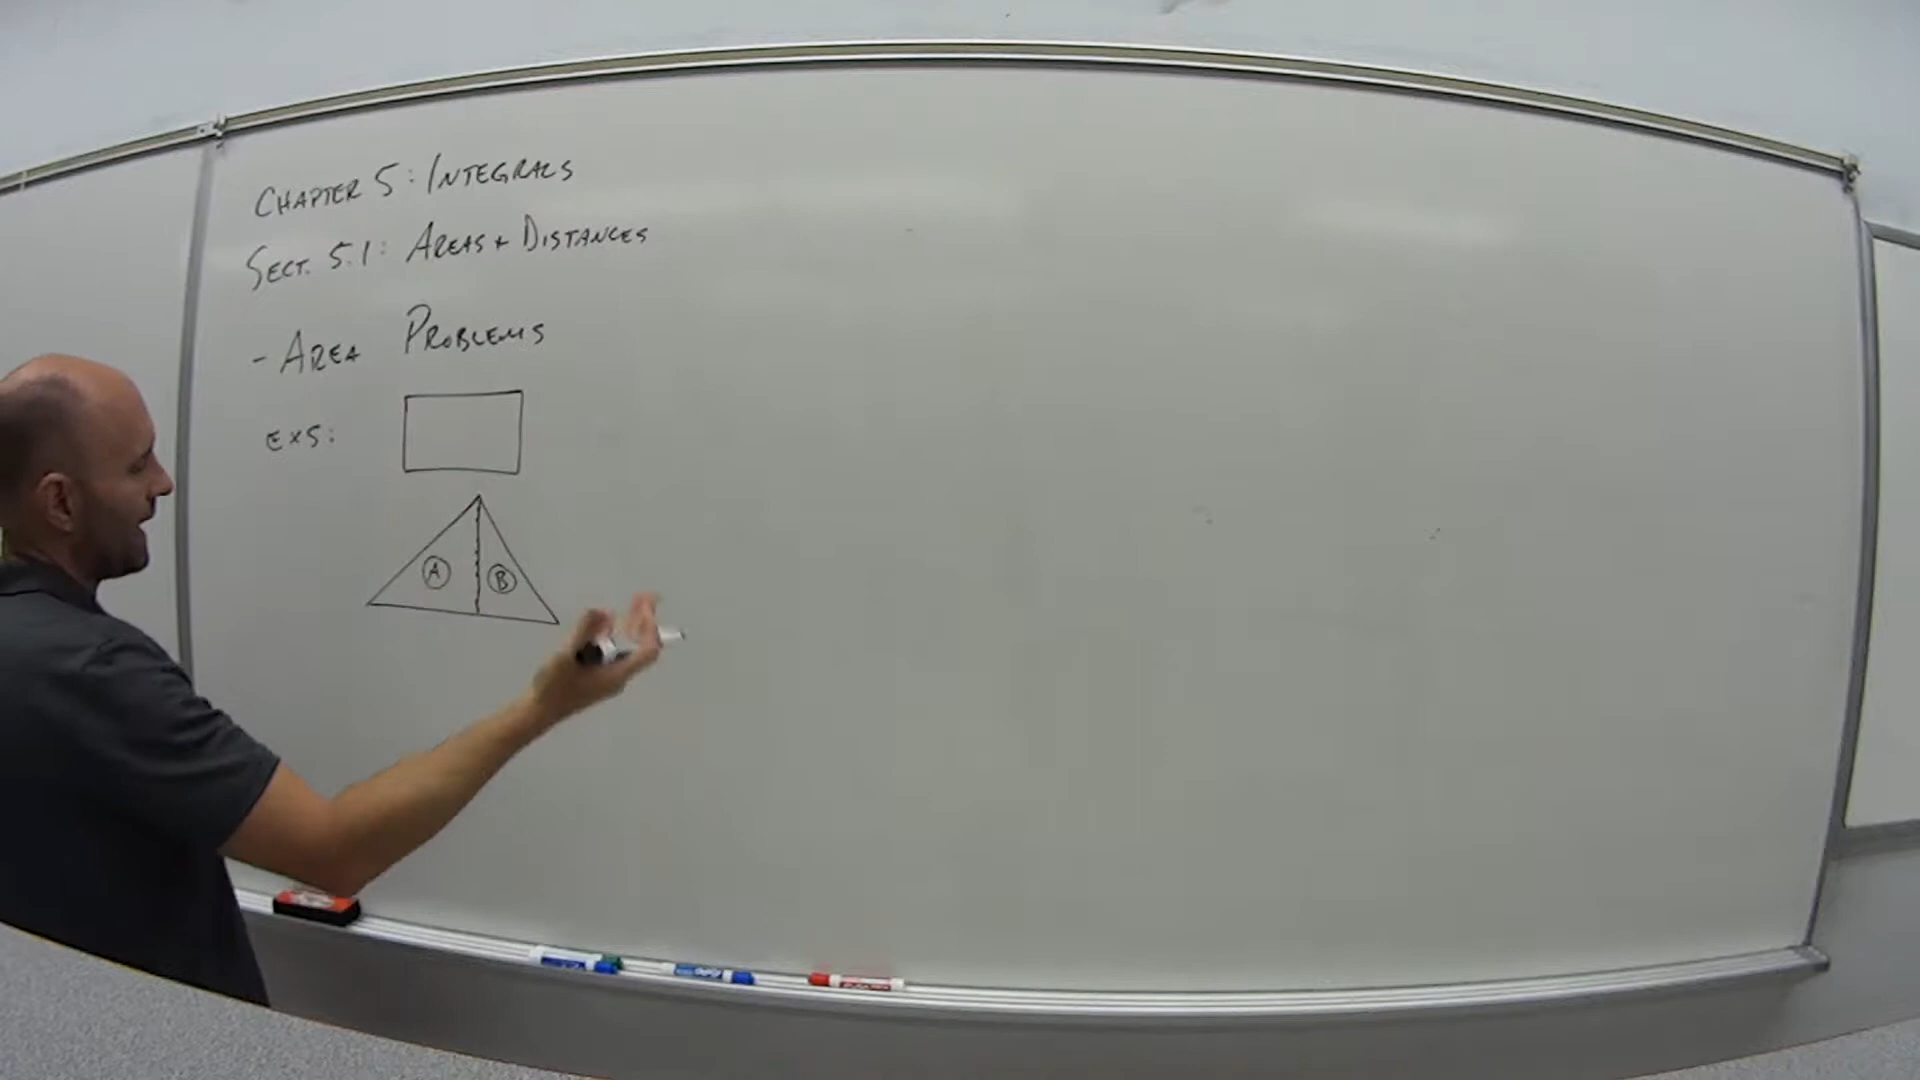 CHAPTER 5: INTEGRALS
SECT. 5.1: AREAS + DISTANCES
- AREA PROBLEMS
EXS:
A B